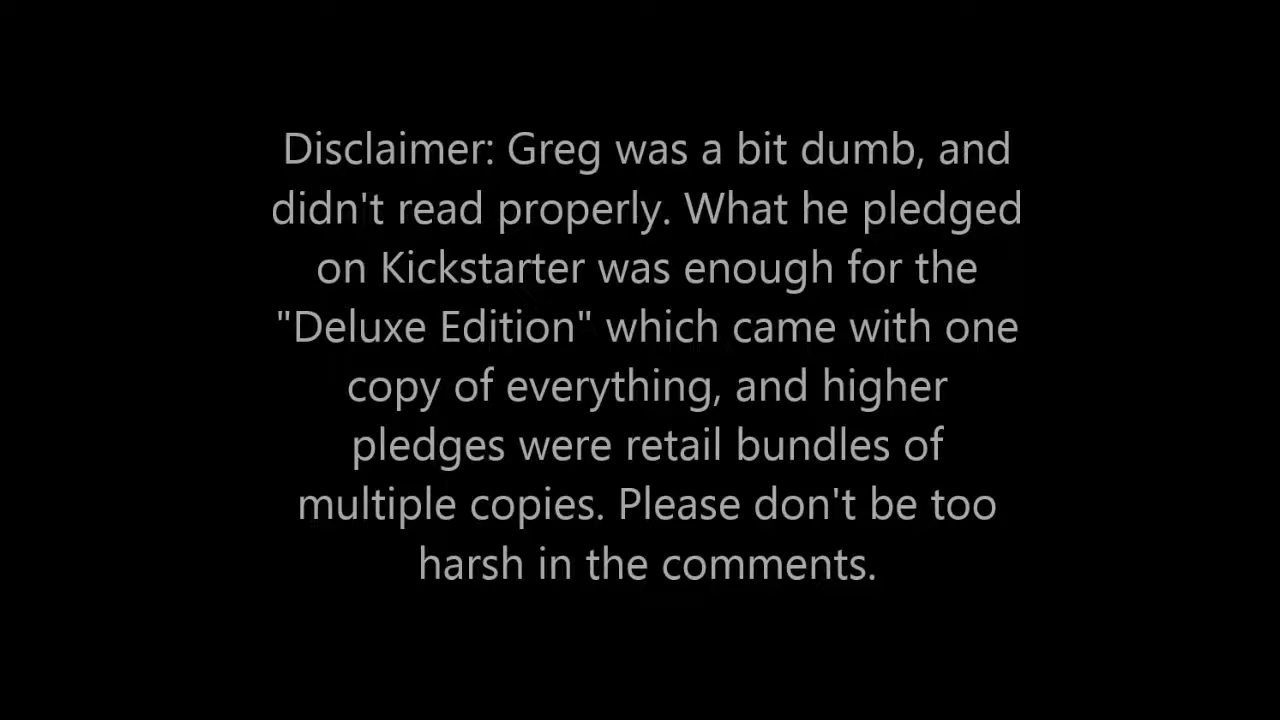 Disclaimer: Greg was a bit dumb, and
didn't read properly. What he pledged
on Kickstarter was enough for the
"Deluxe Edition" which came with one
copy of everything, and higher
pledges were retail bundles of
multiple copies. Please don't be too
harsh in the comments.